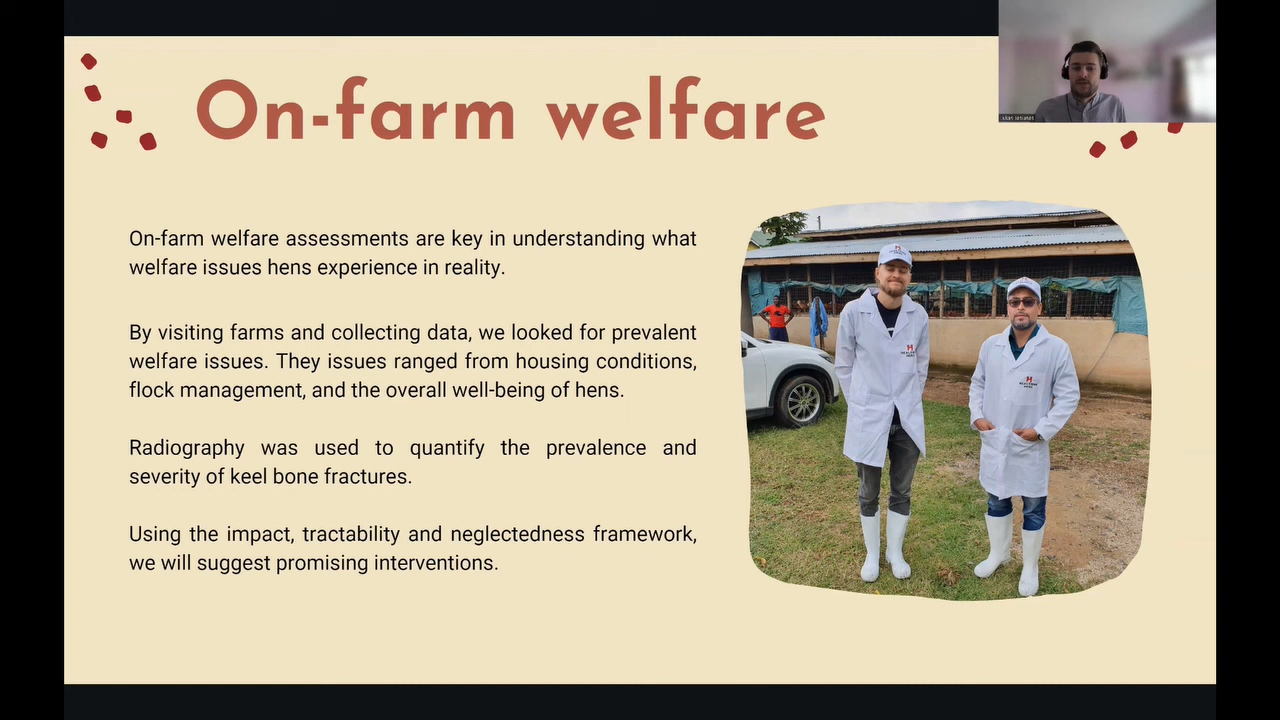 On-farm welfare
On-farm welfare assessments are key in understanding what
welfare issues hens experience in reality.
By visiting farms and collecting data, we looked for prevalent
welfare issues. They issues ranged from housing conditions,
flock management, and the overall well-being of hens.
Radiography was used to quantify the prevalence and
severity of keel bone fractures.
Using the impact, tractability and neglectedness framework,
we will suggest promising interventions.